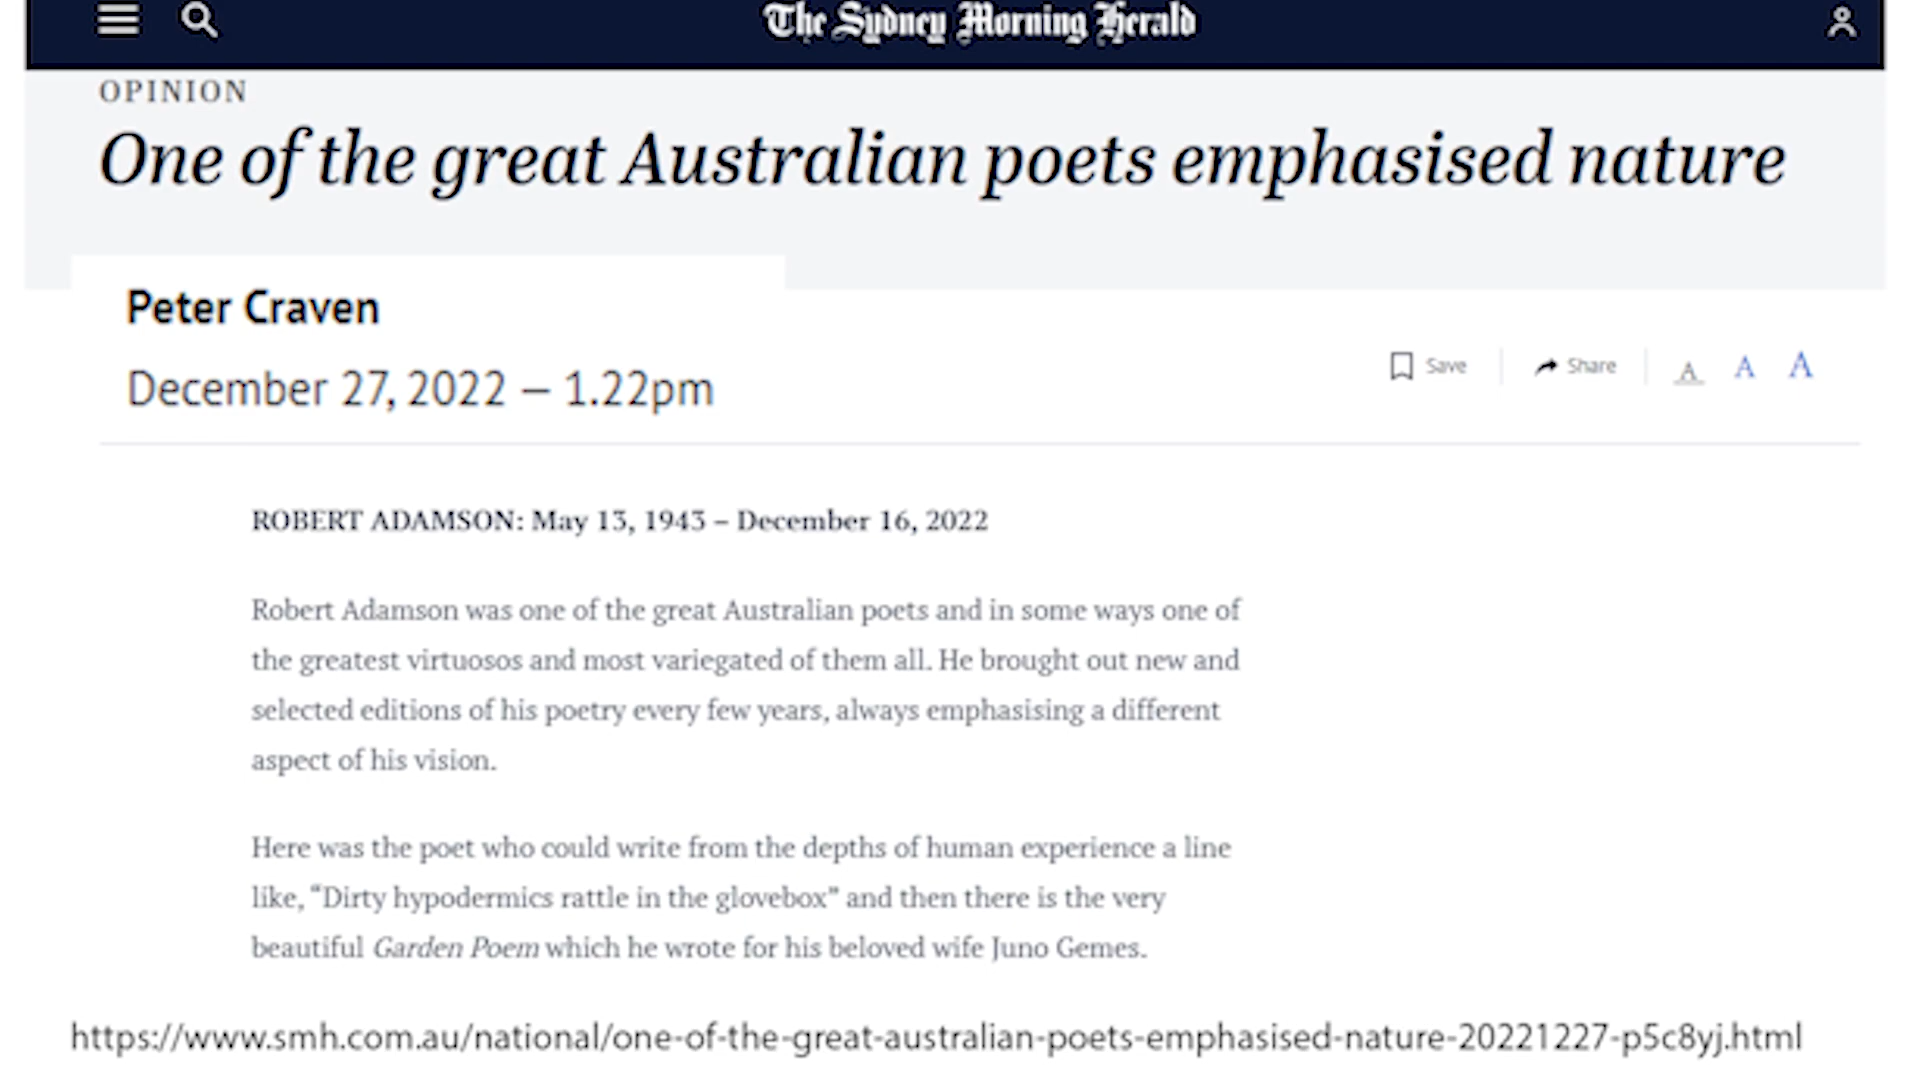 The Sydney Morning Herald
OPINION
One of the great Australian poets emphasised nature
Peter Craven
December 27, 2022 – 1.22pm
Save
Share
A A A
ROBERT ADAMSON: May 13, 1943 – December 16, 2022
Robert Adamson was one of the great Australian poets and in some ways one of
the greatest virtuosos and most variegated of them all. He brought out new and
selected editions of his poetry every few years, always emphasising a different
aspect of his vision.
Here was the poet who could write from the depths of human experience a line
like, “Dirty hypodermics rattle in the glovebox” and then there is the very
beautiful Garden Poem which he wrote for his beloved wife Juno Gemes.
https://www.smh.com.au/national/one-of-the-great-australian-poets-emphasised-nature-20221227-p5c8yj.html